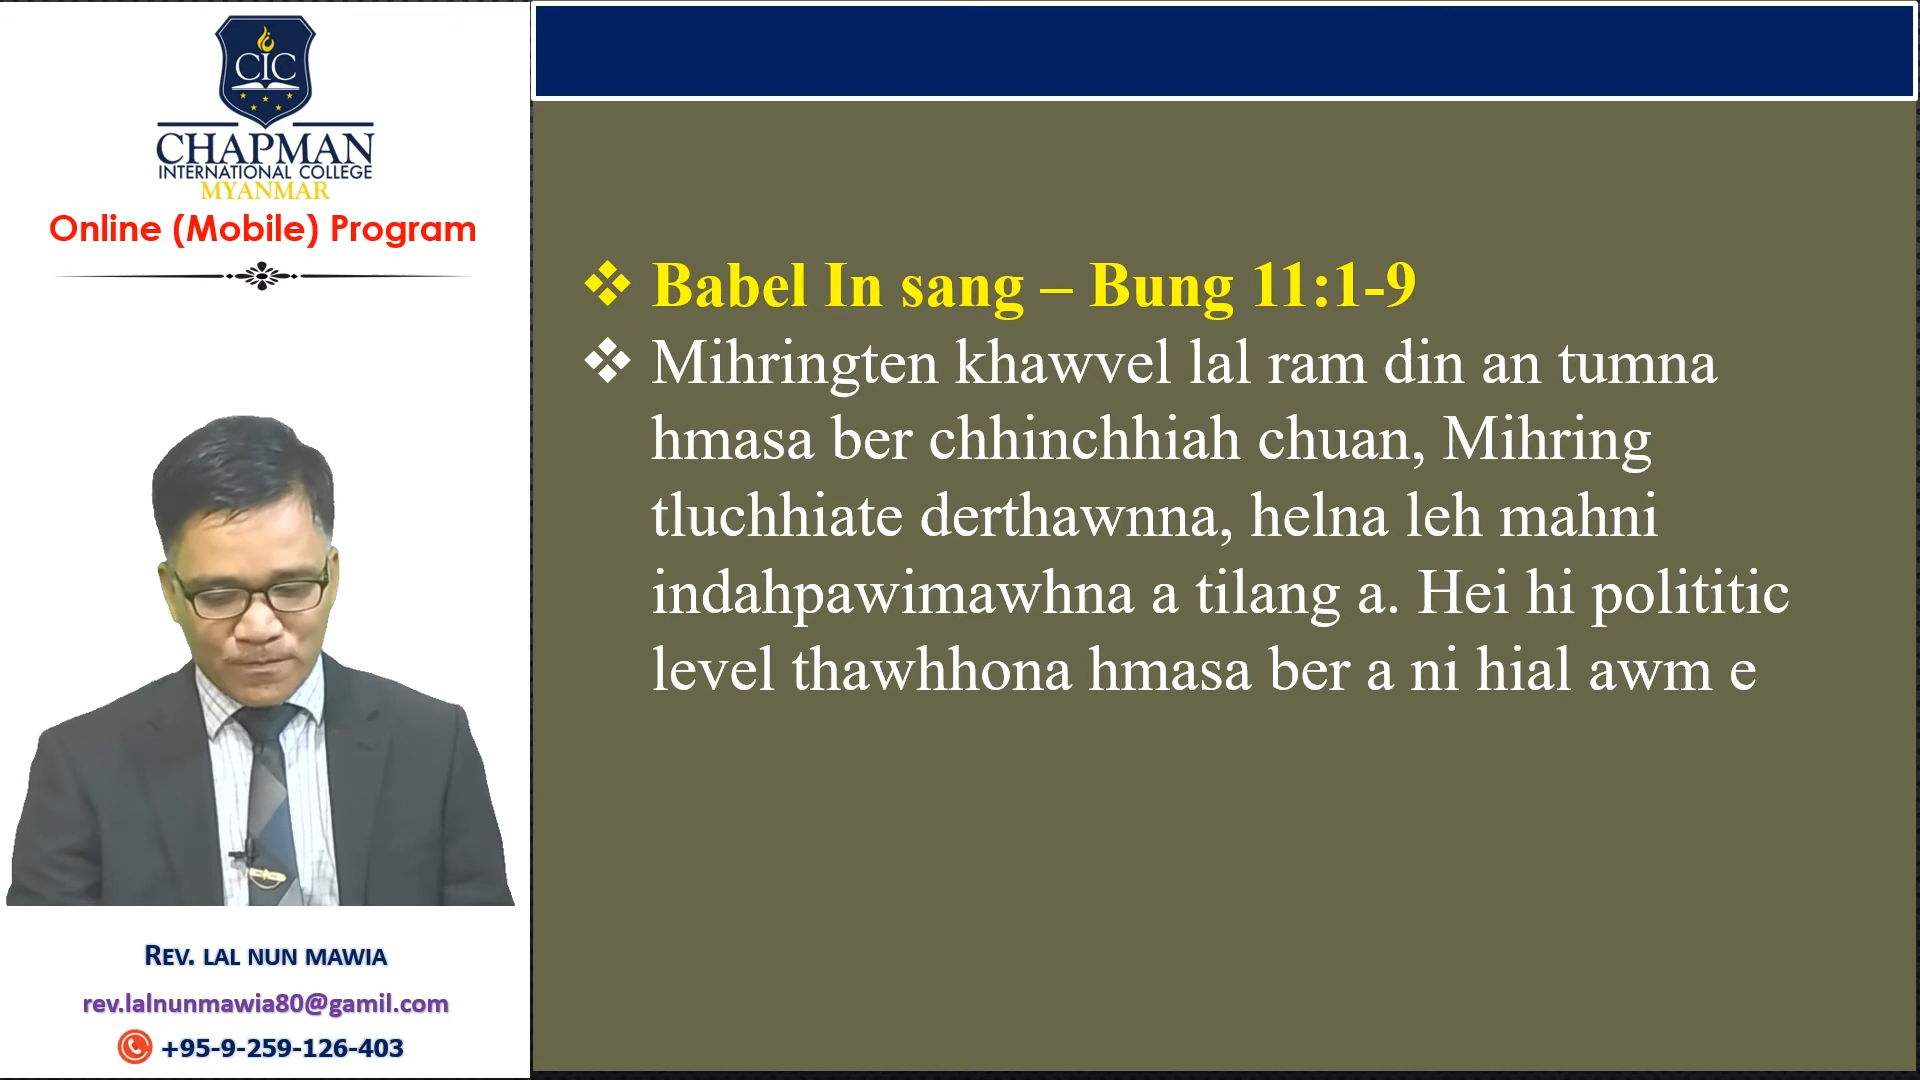 CIC
CHAPMAN
INTERNATIONAL COLLEGE
MYANMAR
Online (Mobile) Program
REV. LAL NUN MAWIA
rev.lalnunmawia80@gamil.com
+95-9-259-126-403
Babel In sang – Bung 11:1-9
Mihringten khawvel lal ram din an tumna
hmasa ber chhinchhiah chuan, Mihring
tluchhiate derthawnna, helna leh mahni
indahpawimawhna a tilang a. Hei hi polititic
level thawhhona hmasa ber a ni hial awm e